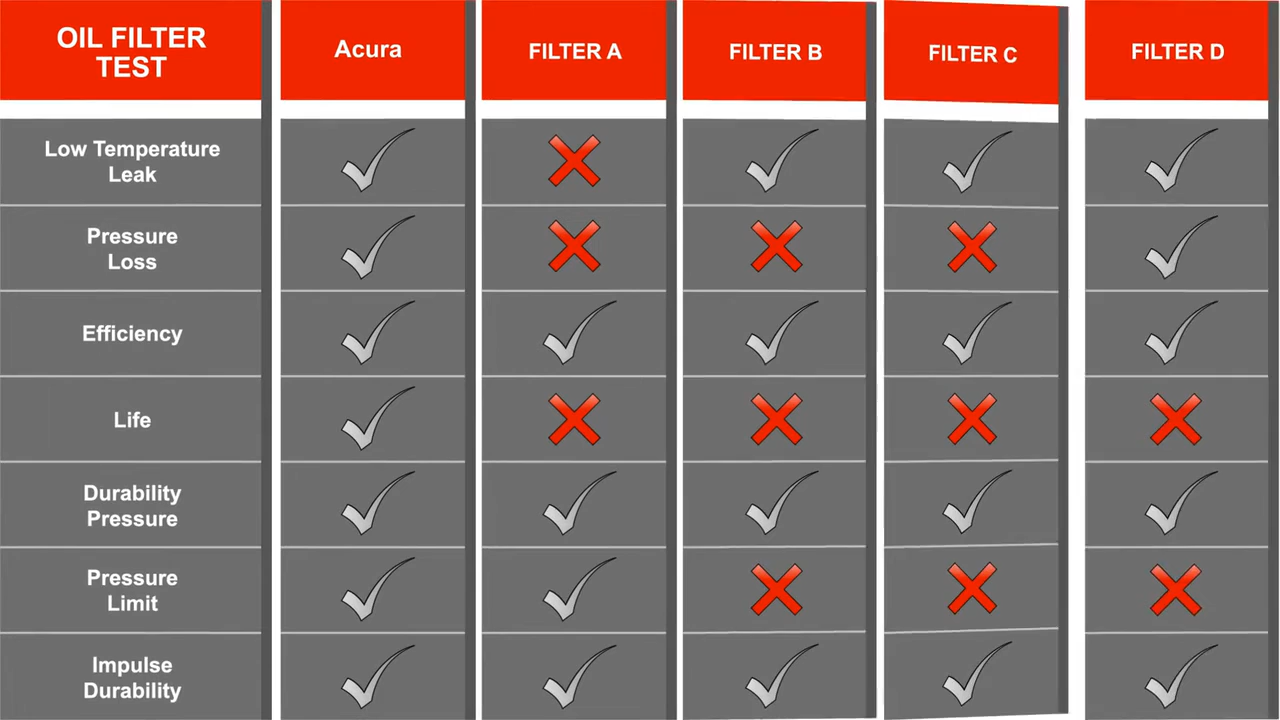 OIL FILTER
TEST
Acura
FILTER A
FILTER B
FILTER C
FILTER D
Low Temperature
Leak
Pressure
Loss
Efficiency
Life
Durability
Pressure
Pressure
Limit
Impulse
Durability